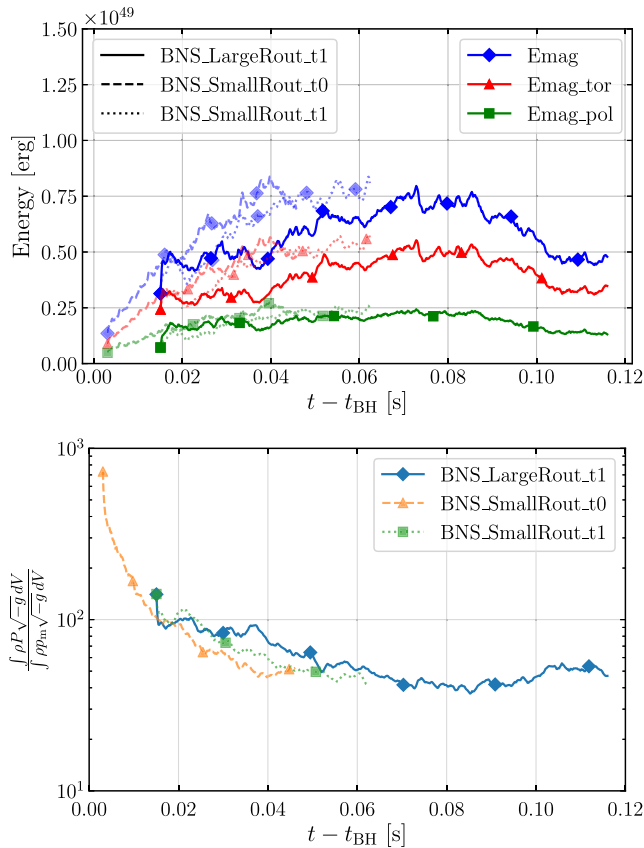 ×10^49
1.50
1.25
1.00
0.75
0.50
0.25
0.00
Energy [erg]
BNS_LargeRout_t1
BNS_SmallRout_t0
BNS_SmallRout_t1
Emag
Emag_tor
Emag_pol
0.00 0.02 0.04 0.06 0.08 0.10 0.12
t − t_BH [s]
10^3
10^2
10^1
∫ρP√−g dV / ∫ρp_m√−g dV
BNS_LargeRout_t1
BNS_SmallRout_t0
BNS_SmallRout_t1
0.00 0.02 0.04 0.06 0.08 0.10 0.12
t − t_BH [s]